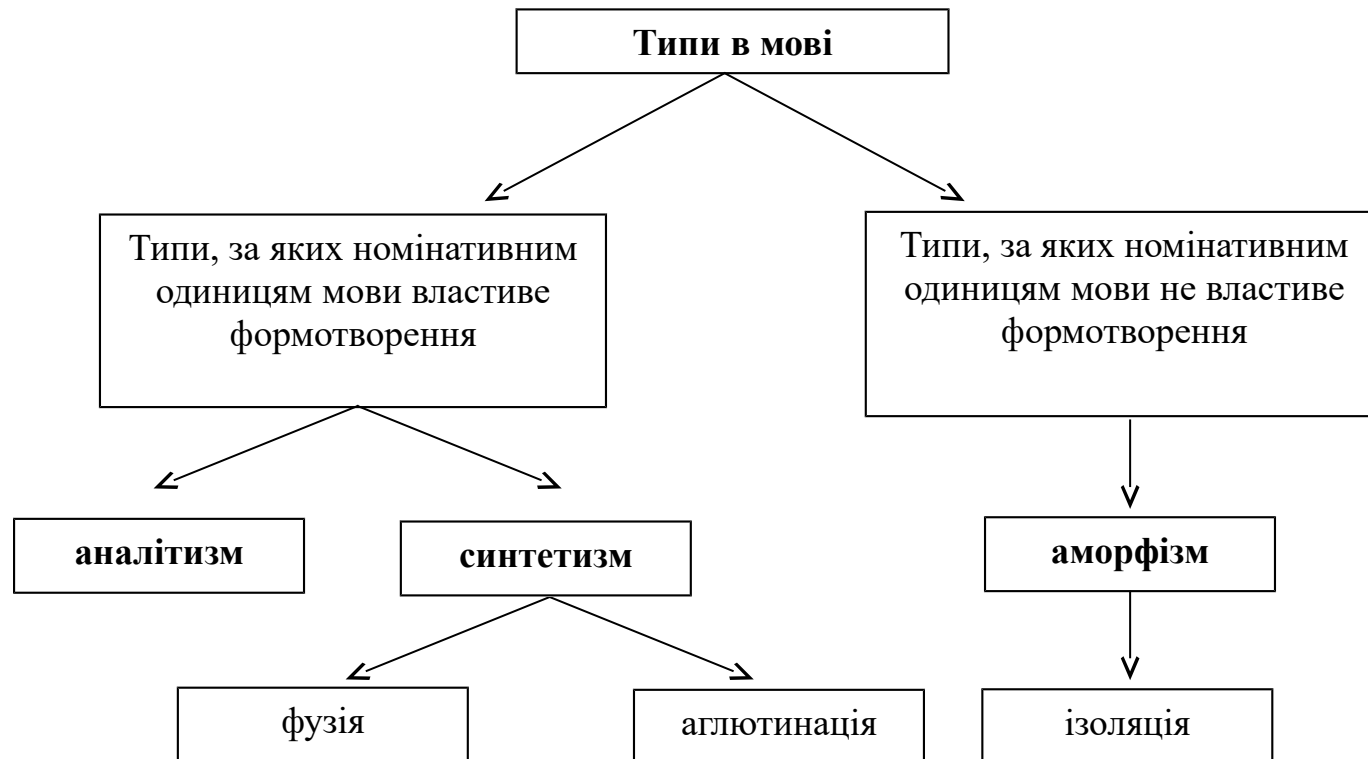 Типи в мові
Типи, за яких номінативним
одиницям мови властиве
формотворення
Типи, за яких номінативним
одиницям мови не властиве
формотворення
аналітизм
синтетизм
аморфізм
фузія
аглютинація
ізоляція